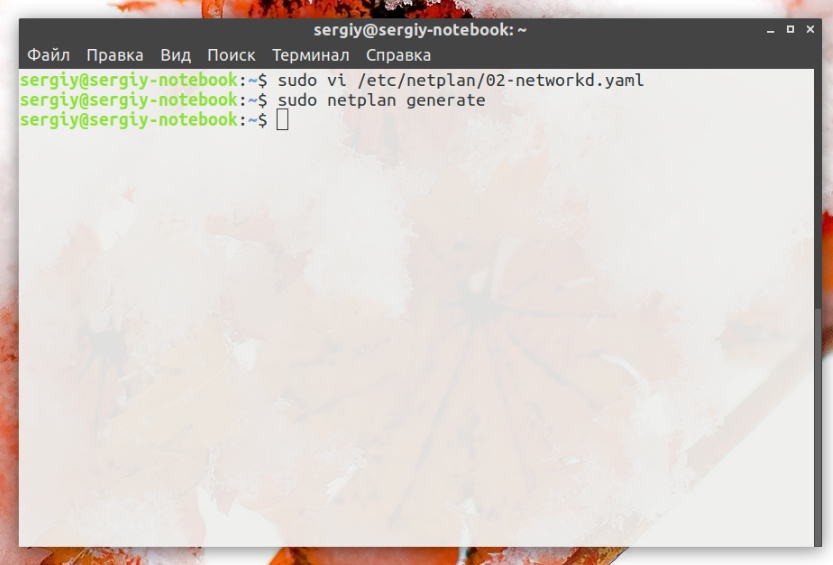 sergiy@sergiy-notebook: ~
Файл Правка Вид Поиск Терминал Справка
sergiy@sergiy-notebook:~$ sudo vi /etc/netplan/02-networkd.yaml
sergiy@sergiy-notebook:~$ sudo netplan generate
sergiy@sergiy-notebook:~$